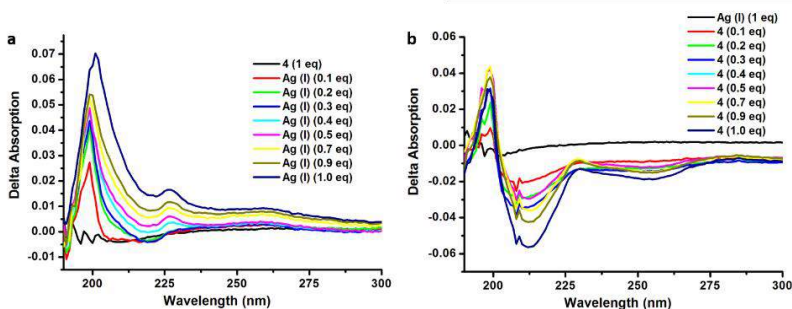 a
Delta Absorption
0.07
0.06
0.05
0.04
0.03
0.02
0.01
0.00
-0.01
4 (1 eq)
Ag (I) (0.1 eq)
Ag (I) (0.2 eq)
Ag (I) (0.3 eq)
Ag (I) (0.4 eq)
Ag (I) (0.5 eq)
Ag (I) (0.7 eq)
Ag (I) (0.9 eq)
Ag (I) (1.0 eq)
200 225 250 275 300
Wavelength (nm)
b
Delta Absorption
0.06
0.04
0.02
0.00
-0.02
-0.04
-0.06
Ag (I) (1 eq)
4 (0.1 eq)
4 (0.2 eq)
4 (0.3 eq)
4 (0.4 eq)
4 (0.5 eq)
4 (0.7 eq)
4 (0.9 eq)
4 (1.0 eq)
200 225 250 275 300
Wavelength (nm)